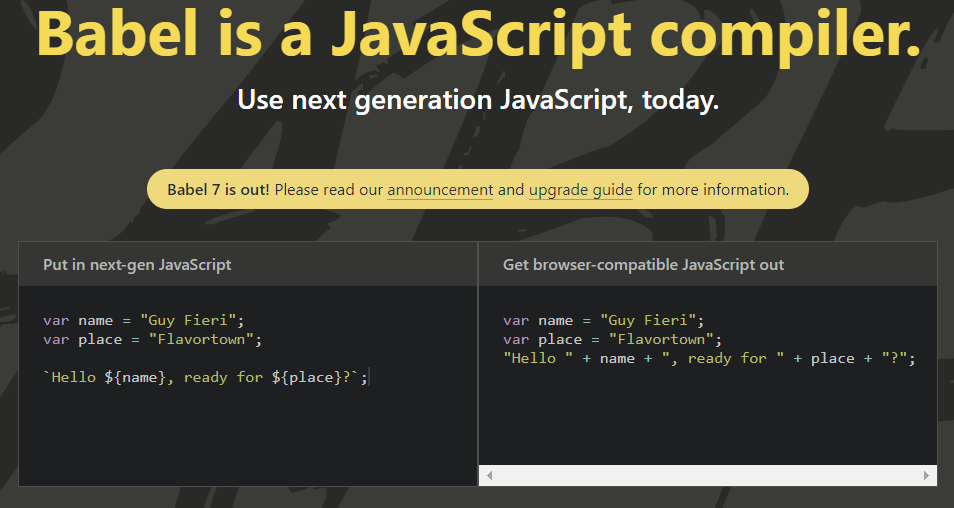 Babel is a JavaScript compiler.
Use next generation JavaScript, today.
Babel 7 is out! Please read our announcement and upgrade guide for more information.
Put in next-gen JavaScript
var name = "Guy Fieri";
var place = "Flavortown";
`Hello ${name}, ready for ${place}?`;
Get browser-compatible JavaScript out
var name = "Guy Fieri";
var place = "Flavortown";
"Hello " + name + ", ready for " + place + "?";